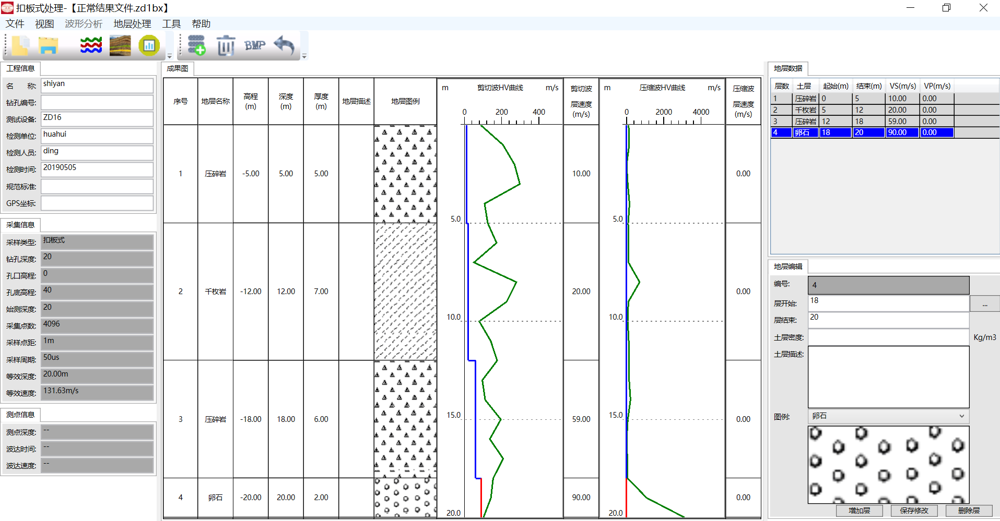 扣板式处理-【正常结果文件.zd1bx】
文件 视图 波形分析 地层处理 工具 帮助
BMP
工程信息
名 称: shiyan
钻孔编号:
测试设备: ZD16
检测单位: huahui
检测人员: ding
检测时间: 20190505
规范标准:
GPS坐标:
采集信息
采样类型: 扣板式
钻孔深度: 20
孔口高程: 0
孔底高程: 40
始测深度: 20
采集点数: 4096
采样点距: 1m
采样周期: 50us
等效深度: 20.00m
等效速度: 131.63m/s
测点信息
测点深度: --
波达时间: --
波达速度: --
成果图
序号 地层名称 高程(m) 深度(m) 厚度(m) 地层描述 地层图例
m 剪切波HV曲线 m/s
0 200 400
剪切波层速度(m/s)
m 压缩波HV曲线 m/s
0 2000 4000
压缩波层速度(m/s)
1 压碎岩 -5.00 5.00 5.00 10.00 0.00
5.0 5.0
2 千枚岩 -12.00 12.00 7.00 20.00 0.00
10.0 10.0
3 压碎岩 -18.00 18.00 6.00 59.00 0.00
15.0 15.0
4 卵石 -20.00 20.00 2.00 90.00 0.00
20.0 20.0
地层数据
层数 土层 起始(m) 结束(m) VS(m/s) VP(m/s)
1 压碎岩 0 5 10.00 0.00
2 千枚岩 5 12 20.00 0.00
3 压碎岩 12 18 59.00 0.00
4 卵石 18 20 90.00 0.00
地层编辑
编号: 4
层开始: 18 ...
层结束: 20
土层密度: Kg/m3
土层描述:
图例: 卵石
增加层 保存修改 删除层